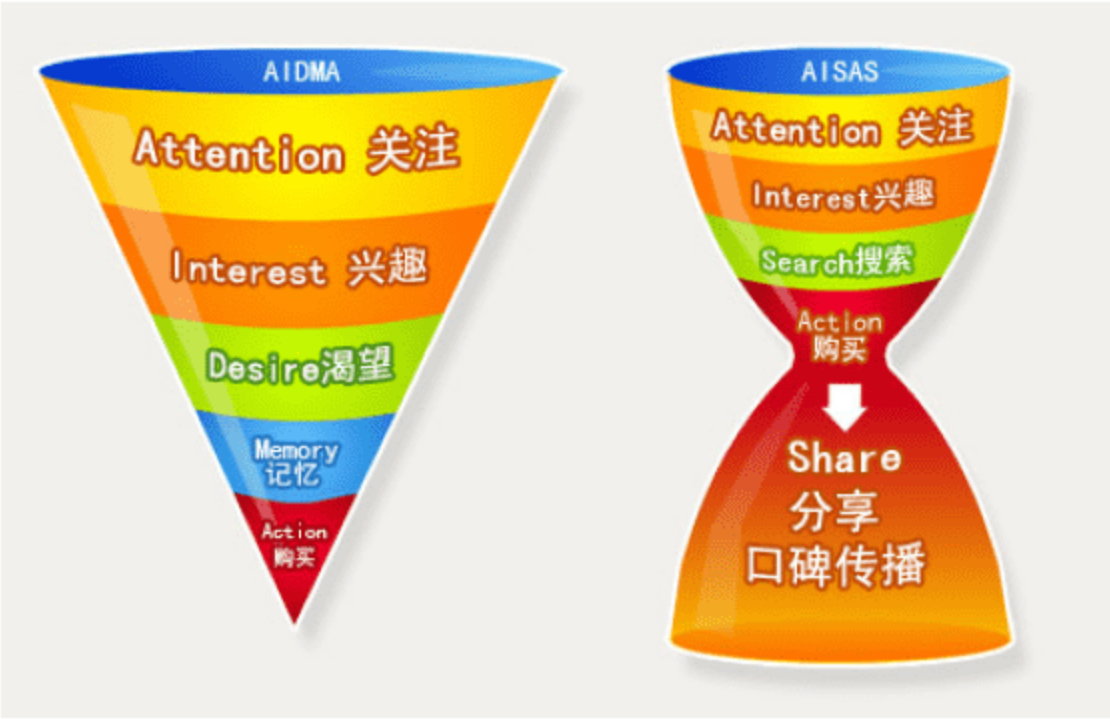 AIDMA
Attention 关注
Interest 兴趣
Desire渴望
Memory
记忆
Action
购买
AISAS
Attention 关注
Interest兴趣
Search搜索
Action
购买
Share
分享
口碑传播